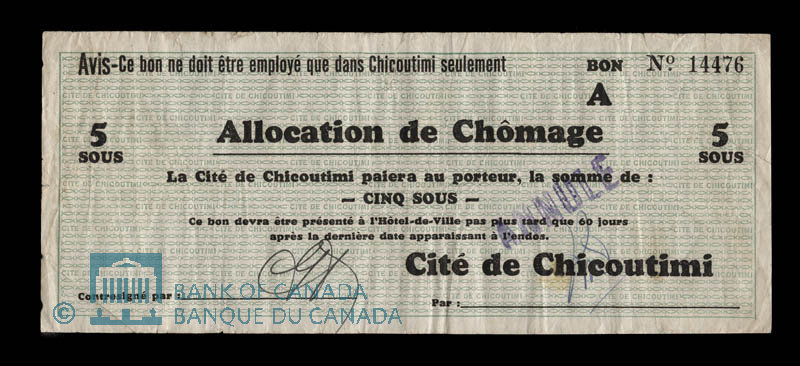 Avis-Ce bon ne doit être employé que dans Chicoutimi seulement
BON Nº 14476
A
5 SOUS
Allocation de Chômage
5 SOUS
La Cité de Chicoutimi paiera au porteur, la somme de :
— CINQ SOUS —
Ce bon devra être présenté à l'Hôtel-de-Ville pas plus tard que 60 jours
après la dernière date apparaissant à l'endos.
ANNULÉ
Cité de Chicoutimi
Contresigné par :
Par :
© BANK OF CANADA
BANQUE DU CANADA